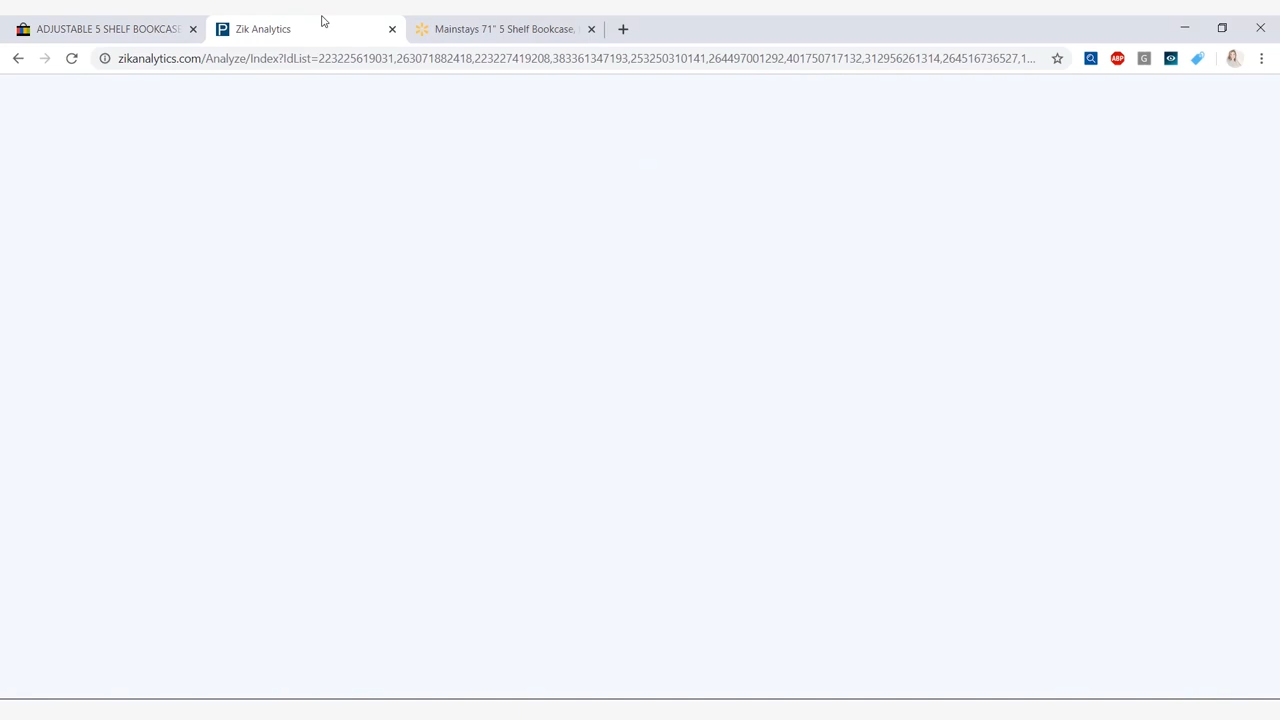 ADJUSTABLE 5 SHELF BOOKCASE
Zik Analytics
Mainstays 71" 5 Shelf Bookcase,
zikanalytics.com/Analyze/Index?IdList=223225619031,263071882418,223227419208,383361347193,253250310141,264497001292,401750717132,312956261314,264516736527,1...
ABP
G